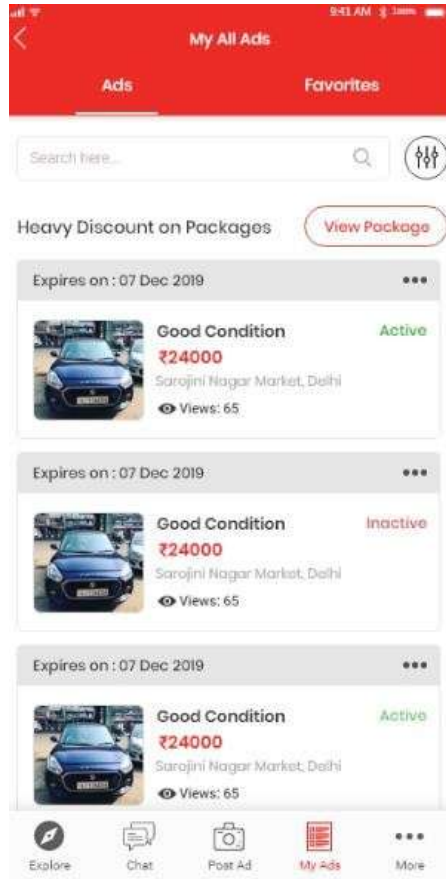 9:41 AM
My All Ads
Ads Favorites
Search here...
Heavy Discount on Packages View Package
Expires on : 07 Dec 2019
Good Condition Active
₹24000
Sarojini Nagar Market, Delhi
Views: 65
Expires on : 07 Dec 2019
Good Condition Inactive
₹24000
Sarojini Nagar Market, Delhi
Views: 65
Expires on : 07 Dec 2019
Good Condition Active
₹24000
Sarojini Nagar Market, Delhi
Views: 65
Explore Chat Post Ad My Ads More